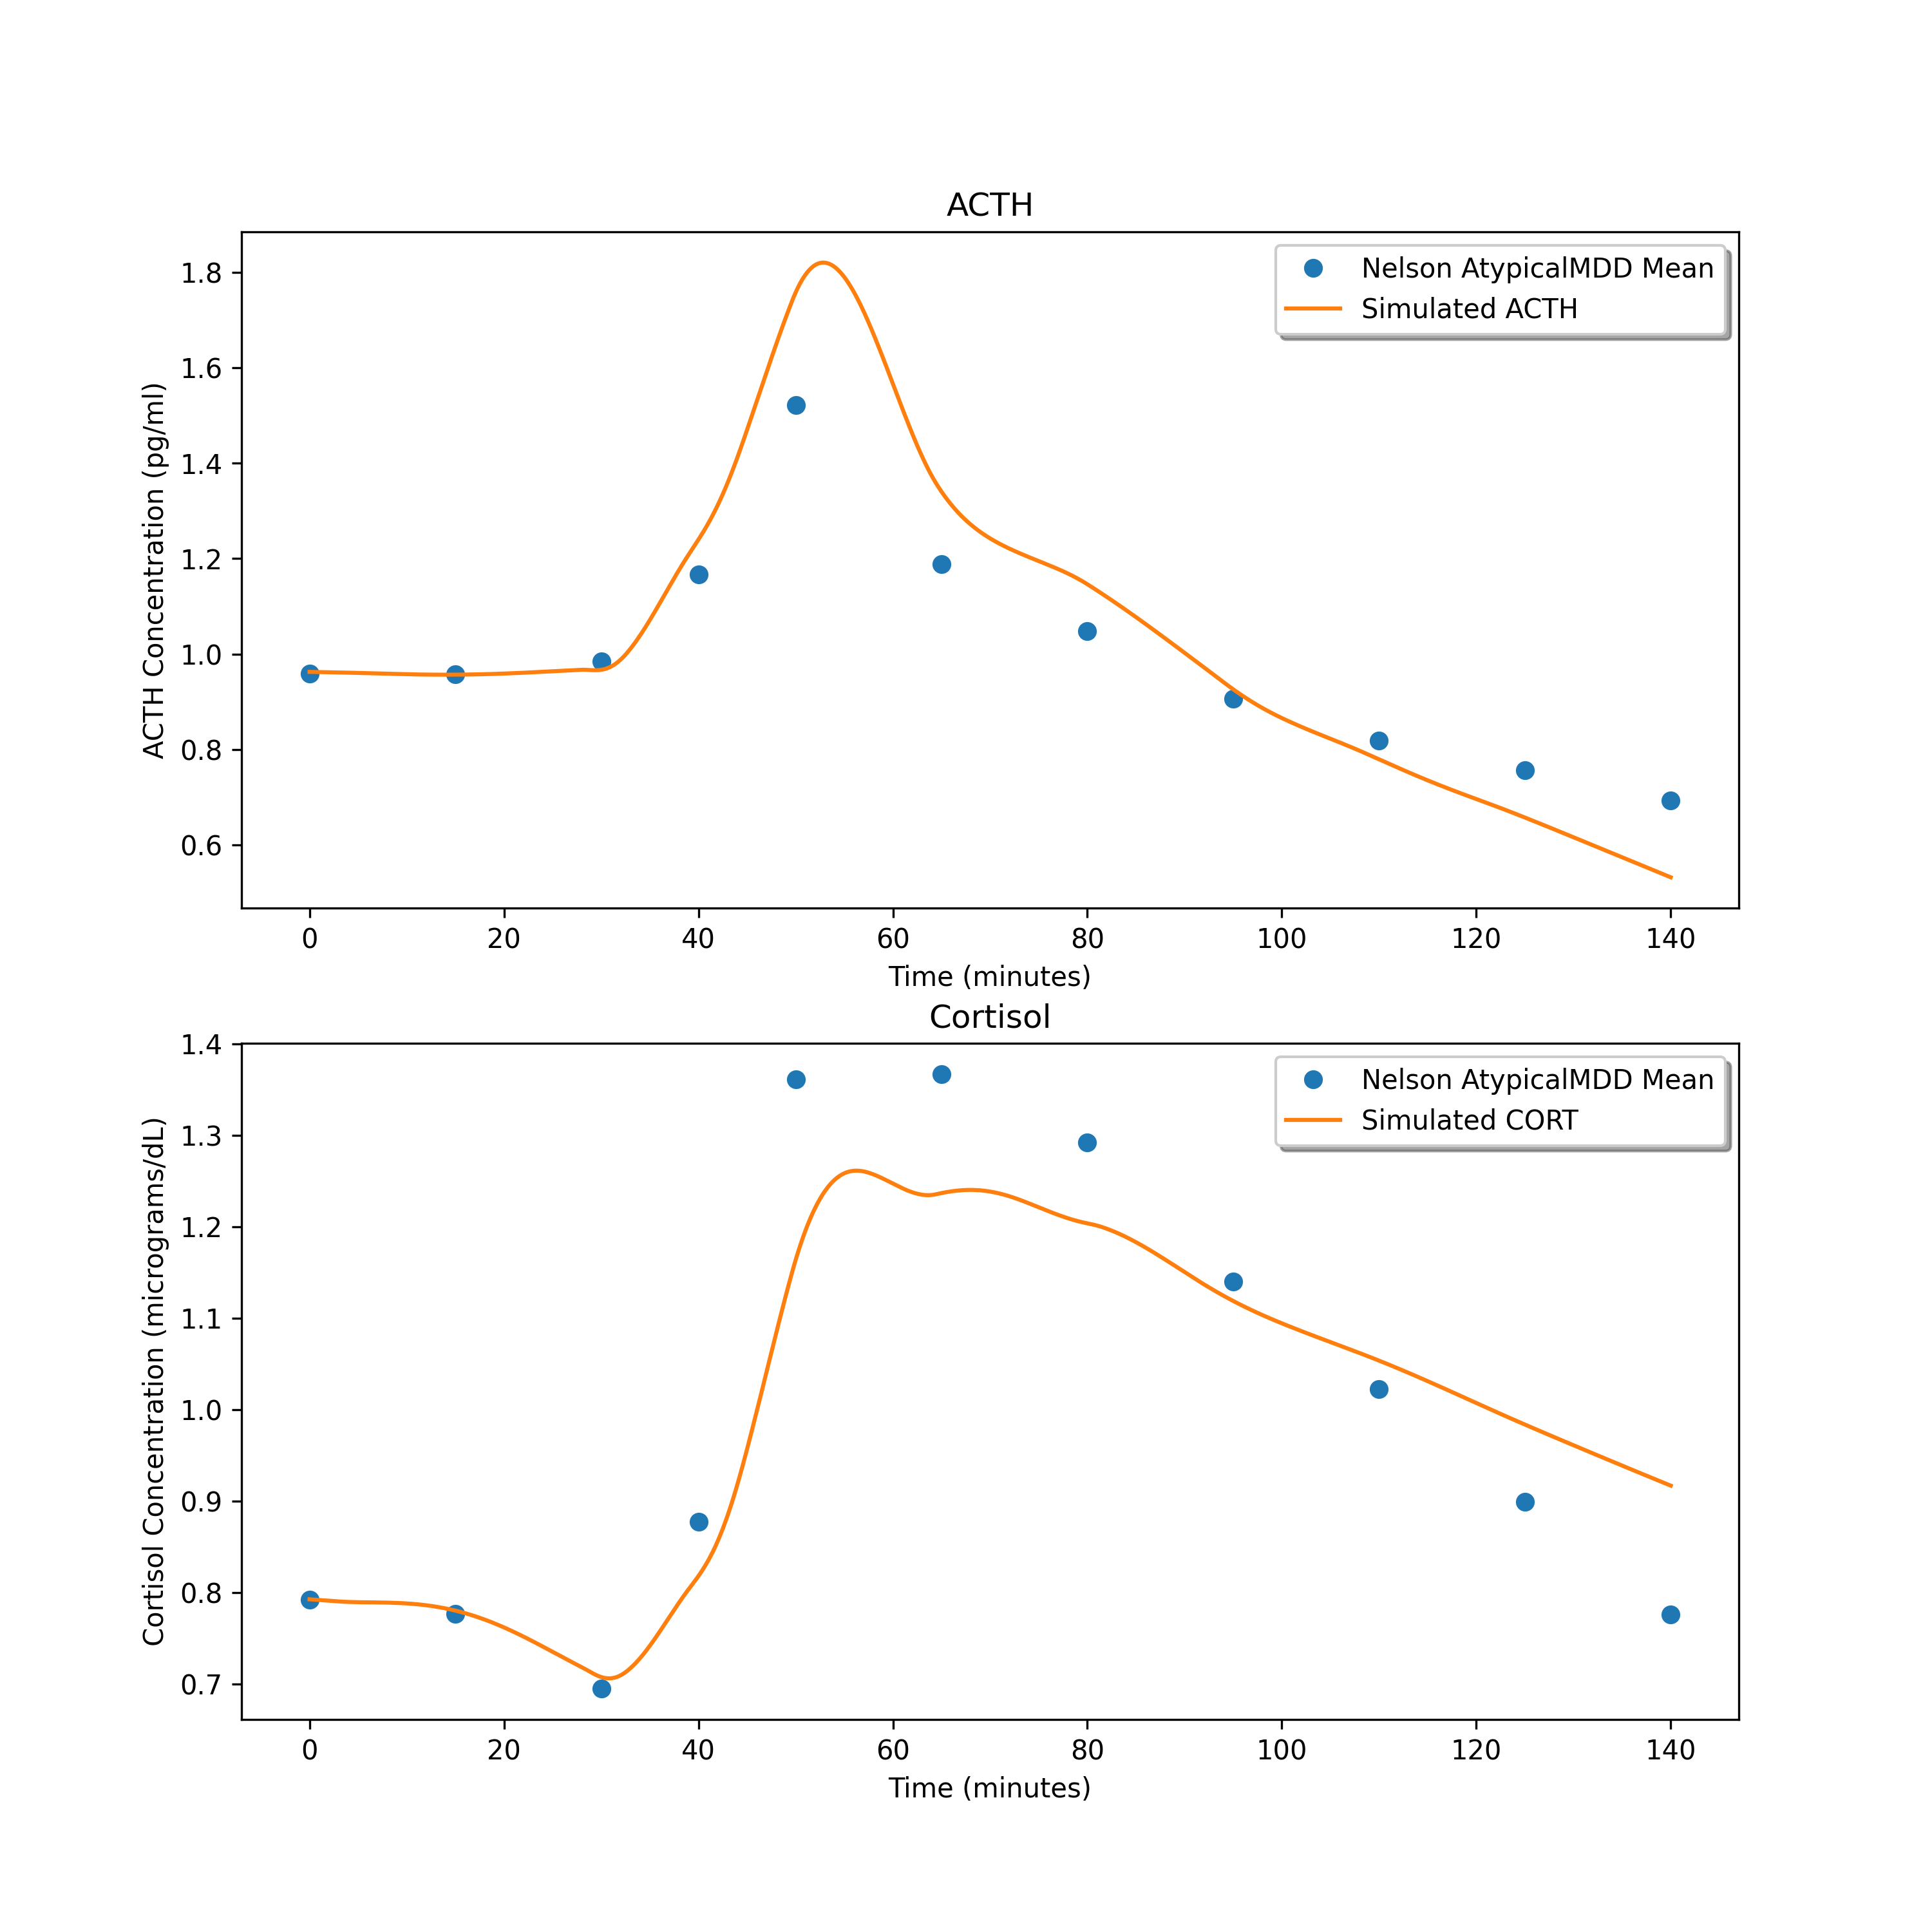 ACTH
Nelson AtypicalMDD Mean
Simulated ACTH
ACTH Concentration (pg/ml)
1.8
1.6
1.4
1.2
1.0
0.8
0.6
0 20 40 60 80 100 120 140
Time (minutes)
Cortisol
Nelson AtypicalMDD Mean
Simulated CORT
Cortisol Concentration (micrograms/dL)
1.4
1.3
1.2
1.1
1.0
0.9
0.8
0.7
0 20 40 60 80 100 120 140
Time (minutes)